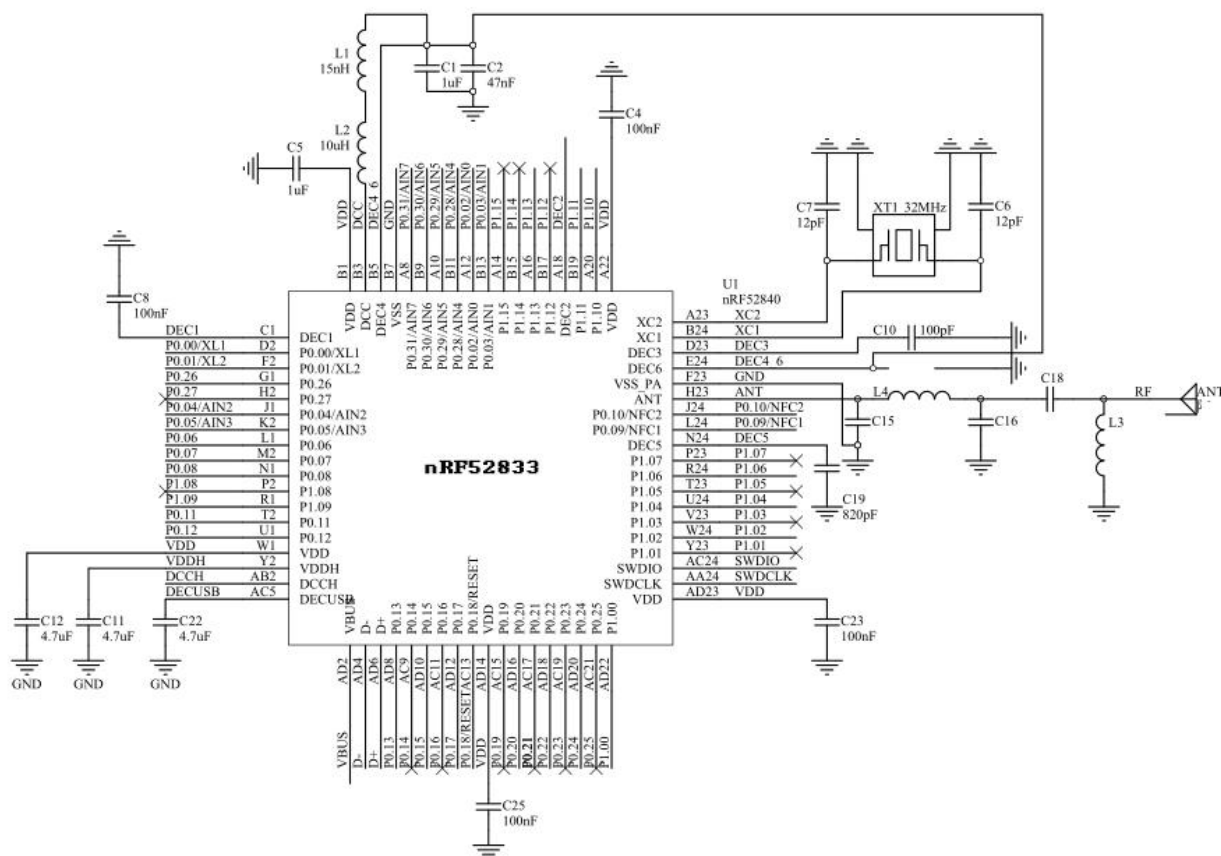 L1
15nH
C1
1uF
C2
47nF
L2
10uH
C4
100nF
C5
1uF
VDD
DCC
DEC4_6
GND
P0.31/AIN7
P0.30/AIN6
P0.29/AIN5
P0.28/AIN4
P0.02/AIN0
P0.03/AIN1
P1.15
P1.14
P1.13
P1.12
DEC2
P1.11
P1.10
VDD
B1
B3
B5
B7
A8
B9
A10
B11
A12
B13
A14
B15
A16
B17
A18
B19
A20
A22
C7
12pF
XT1 32MHz
C6
12pF
C8
100nF
U1
nRF52840
VDD
DCC
DEC4
VSS
P0.31/AIN7
P0.30/AIN6
P0.29/AIN5
P0.28/AIN4
P0.02/AIN0
P0.03/AIN1
P1.15
P1.14
P1.13
P1.12
DEC2
P1.11
P1.10
VDD
DEC1 C1 DEC1
P0.00/XL1 D2 P0.00/XL1
P0.01/XL2 F2 P0.01/XL2
P0.26 G1 P0.26
P0.27 H2 P0.27
P0.04/AIN2 J1 P0.04/AIN2
P0.05/AIN3 K2 P0.05/AIN3
P0.06 L1 P0.06
P0.07 M2 P0.07
P0.08 N1 P0.08
P1.08 P2 P1.08
P1.09 R1 P1.09
P0.11 T2 P0.11
P0.12 U1 P0.12
VDD W1 VDD
VDDH Y2 VDDH
DCCH AB2 DCCH
DECUSB AC5 DECUSB
nRF52833
XC2 A23 XC2
XC1 B24 XC1
DEC3 D23 DEC3
DEC6 E24 DEC4_6
VSS_PA F23 GND
ANT H23 ANT
P0.10/NFC2 J24 P0.10/NFC2
P0.09/NFC1 L24 P0.09/NFC1
DEC5 N24 DEC5
P1.07 P23 P1.07
P1.06 R24 P1.06
P1.05 T23 P1.05
P1.04 U24 P1.04
P1.03 V23 P1.03
P1.02 W24 P1.02
P1.01 Y23 P1.01
SWDIO AC24 SWDIO
SWDCLK AA24 SWDCLK
VDD AD23 VDD
C10
100pF
L4
C15
C16
C18
L3
RF
ANT
C19
820pF
C23
100nF
C12
4.7uF
GND
C11
4.7uF
GND
C22
4.7uF
GND
VBUS
D-
D+
P0.13
P0.14
P0.15
P0.16
P0.17
P0.18/RESET
VDD
P0.19
P0.20
P0.21
P0.22
P0.23
P0.24
P0.25
P1.00
AD2
AD4
AD6
AD8
AC9
AD10
AC11
AD12
AC13
AD14
AC15
AD16
AC17
AD18
AC19
AD20
AC21
AD22
VBUS
D-
D+
P0.13
P0.14
P0.15
P0.16
P0.17
P0.18/RESET
VDD
P0.19
P0.20
P0.21
P0.22
P0.23
P0.24
P0.25
P1.00
C25
100nF